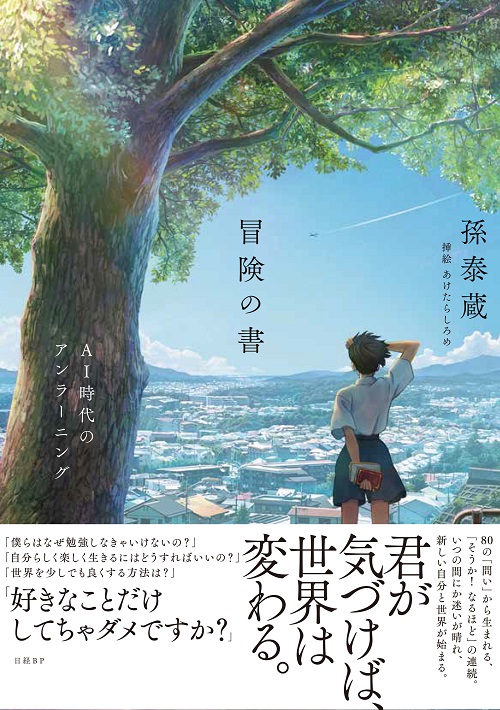 孫泰蔵
挿絵 あけたらしろめ
冒険の書
AI時代の
アンラーニング
80の「問い」から生まれる、
「そうか！なるほど」の連続。
いつの間にか迷いが晴れ、
新しい自分と世界が始まる。
君が
気づけば、
世界は
変わる。
「僕らはなぜ勉強しなきゃいけないの？」
「自分らしく楽しく生きるにはどうすればいいの？」
「世界を少しでも良くする方法は？」
「好きなことだけ
してちゃダメですか？」
日経BP